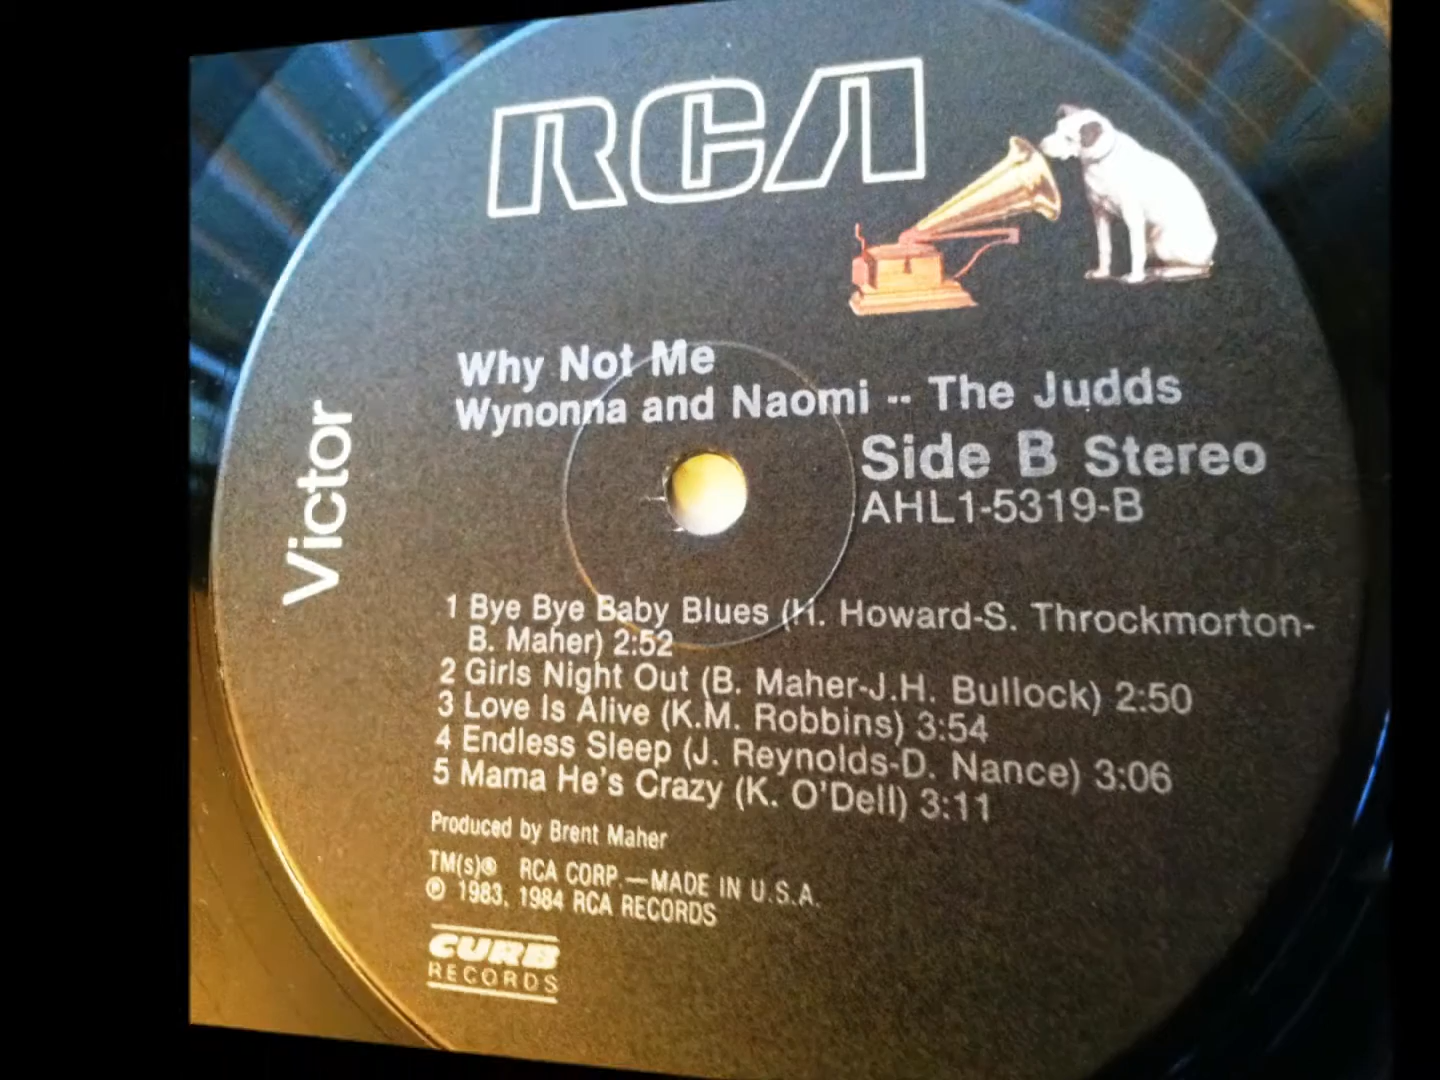 RCA
Victor
Why Not Me
Wynonna and Naomi -- The Judds
Side B Stereo
AHL1-5319-B
1 Bye Bye Baby Blues (H. Howard-S. Throckmorton-
B. Maher) 2:52
2 Girls Night Out (B. Maher-J.H. Bullock) 2:50
3 Love Is Alive (K.M. Robbins) 3:54
4 Endless Sleep (J. Reynolds-D. Nance) 3:06
5 Mama He's Crazy (K. O'Dell) 3:11
Produced by Brent Maher
TM(s)® RCA CORP.—MADE IN U.S.A.
℗ 1983, 1984 RCA RECORDS
CURB
RECORDS